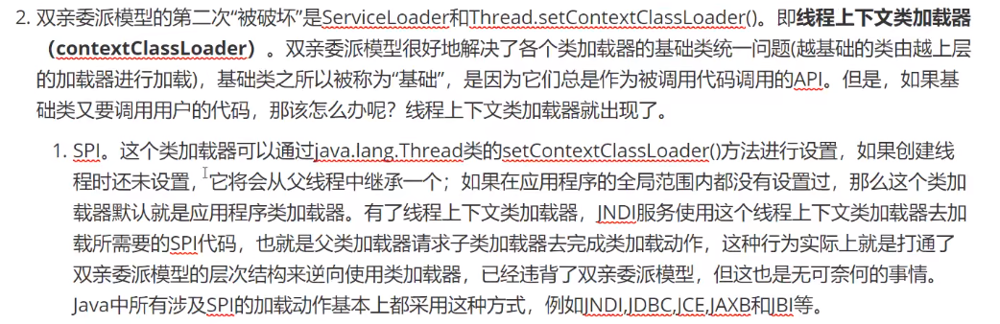 2. 双亲委派模型的第二次“被破坏”是ServiceLoader和Thread.setContextClassLoader()。即线程上下文类加载器
（contextClassLoader）。双亲委派模型很好地解决了各个类加载器的基础类统一问题(越基础的类由越上层
的加载器进行加载)，基础类之所以被称为“基础”，是因为它们总是作为被调用代码调用的API。但是，如果基
础类又要调用用户的代码，那该怎么办呢？线程上下文类加载器就出现了。
1. SPI。这个类加载器可以通过java.lang.Thread类的setContextClassLoader()方法进行设置，如果创建线
程时还未设置，它将会从父线程中继承一个；如果在应用程序的全局范围内都没有设置过，那么这个类加
载器默认就是应用程序类加载器。有了线程上下文类加载器，JNDI服务使用这个线程上下文类加载器去加
载所需要的SPI代码，也就是父类加载器请求子类加载器去完成类加载动作，这种行为实际上就是打通了
双亲委派模型的层次结构来逆向使用类加载器，已经违背了双亲委派模型，但这也是无可奈何的事情。
Java中所有涉及SPI的加载动作基本上都采用这种方式，例如JNDI,JDBC,JCE,JAXB和JBI等。